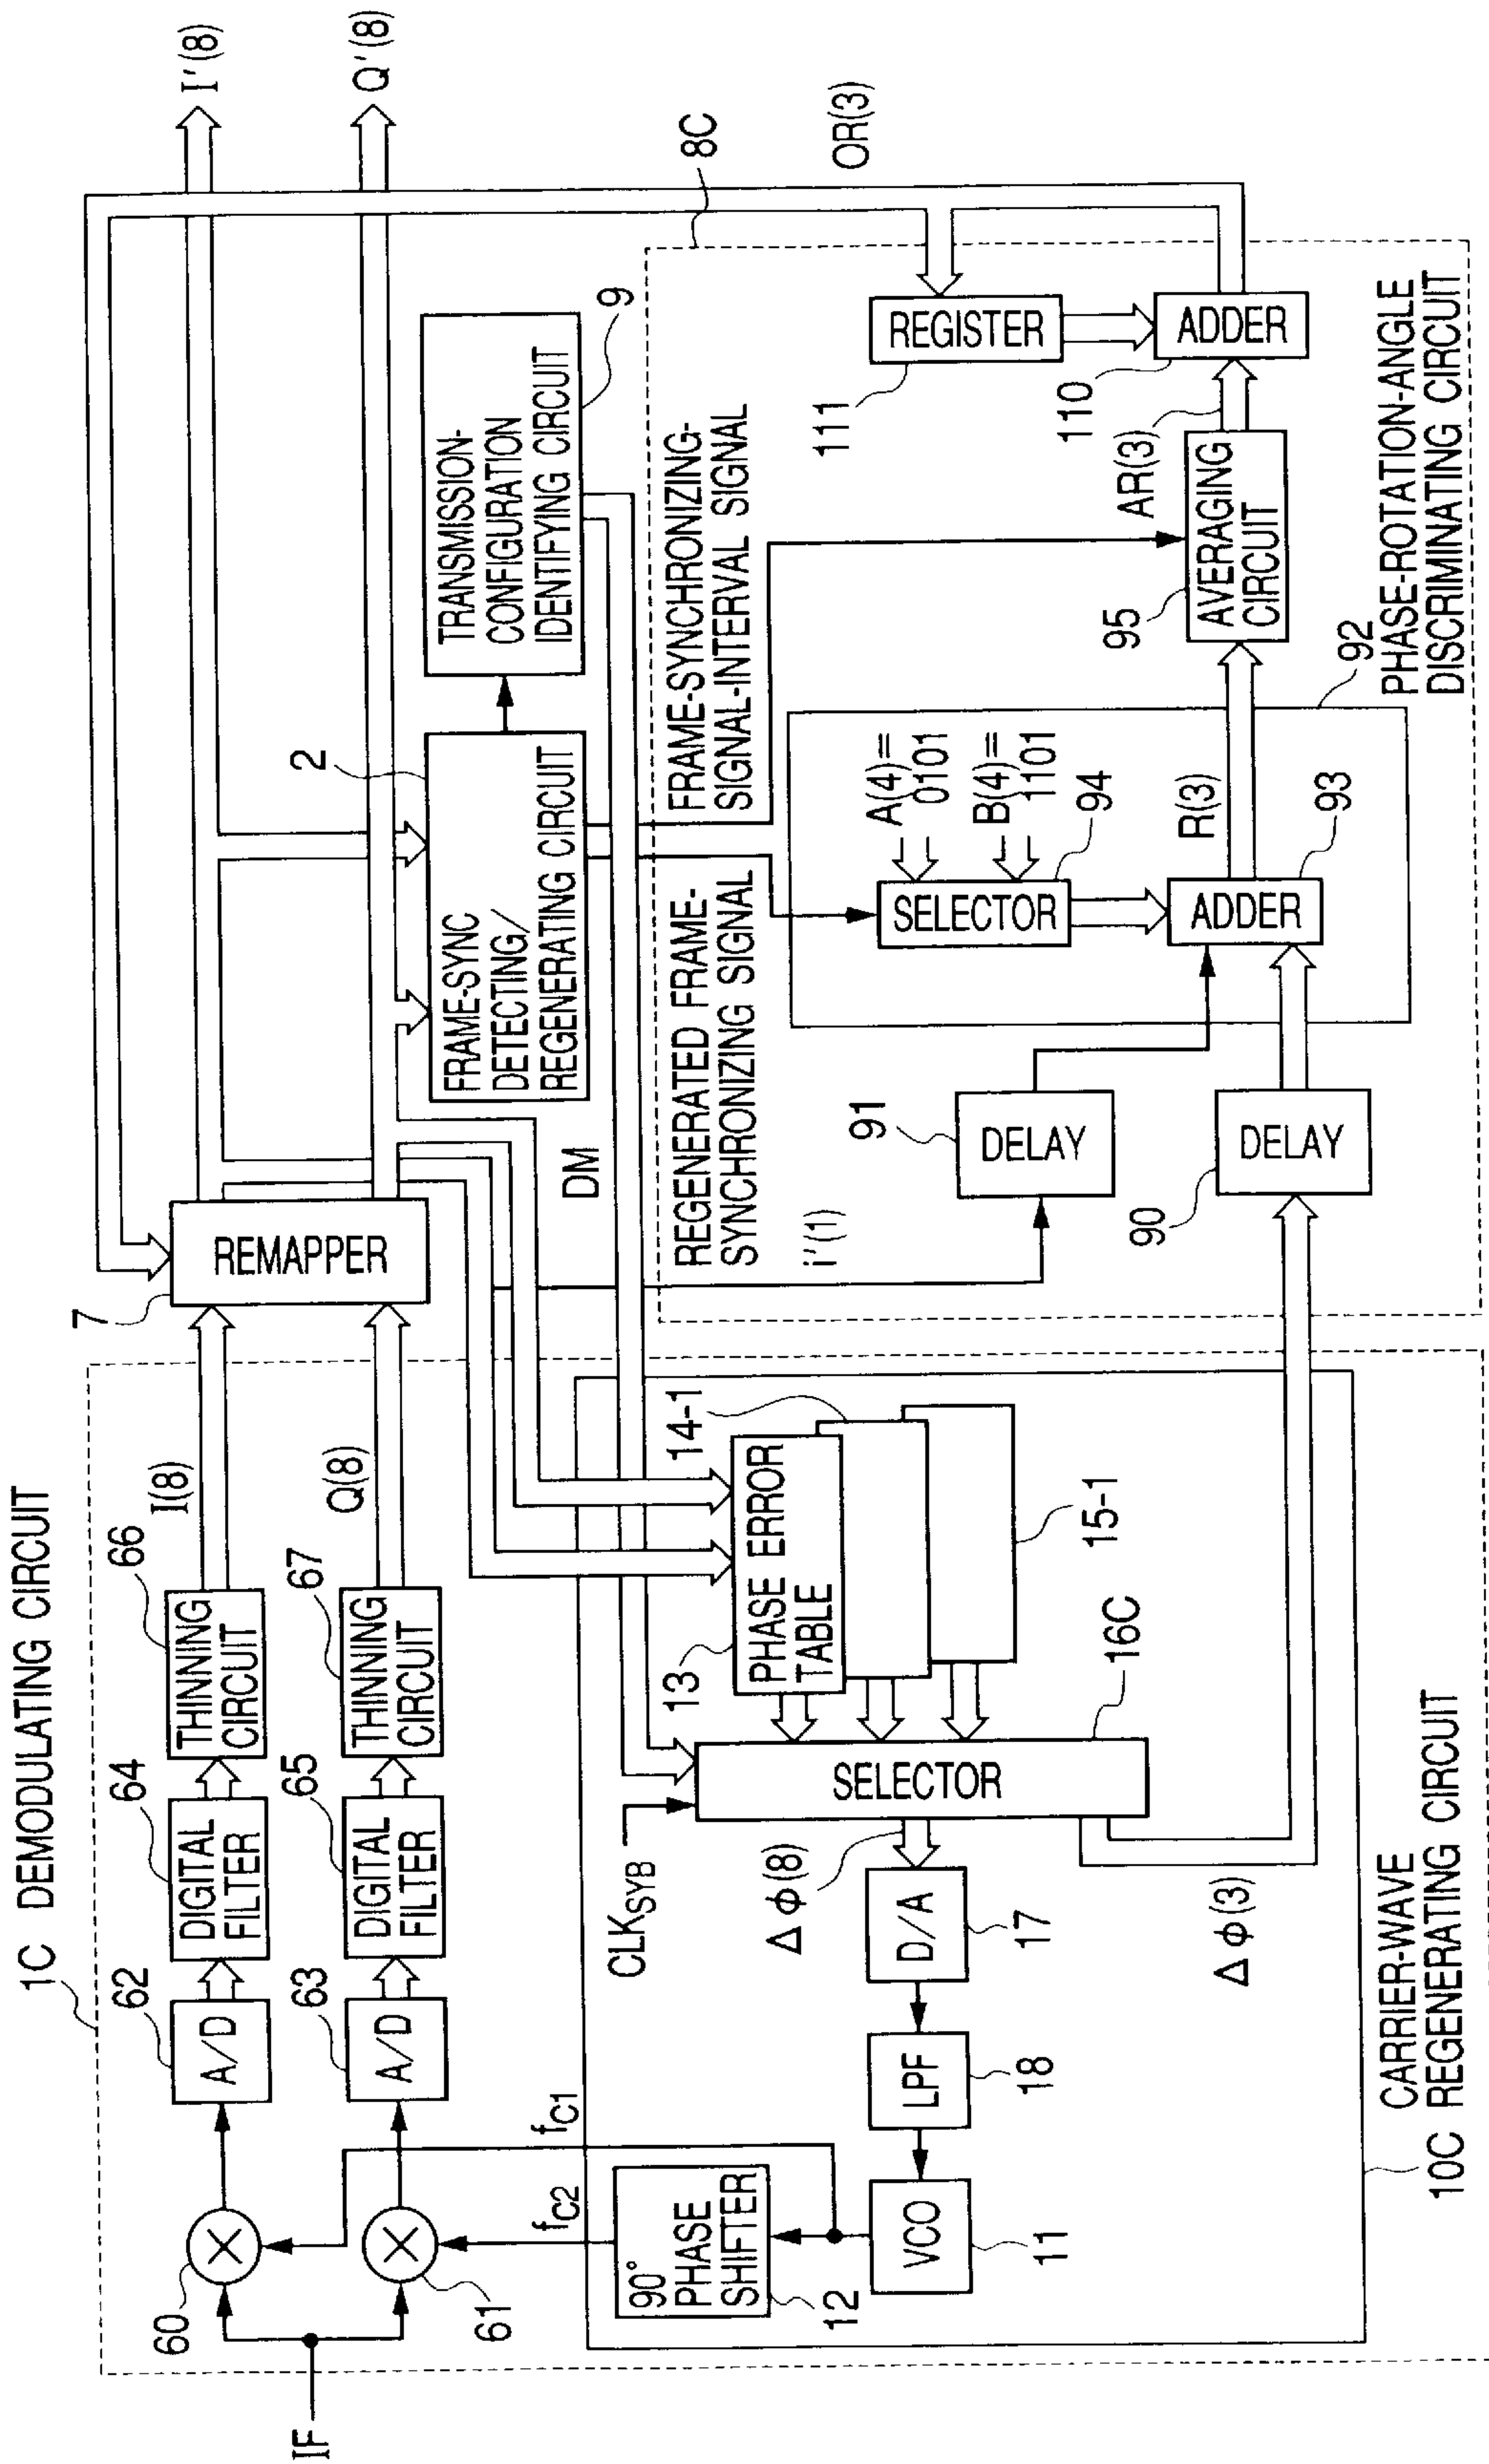 1C DEMODULATING CIRCUIT
IF
60
61
62
A/D
63
A/D
64
DIGITAL
FILTER
65
DIGITAL
FILTER
66
THINNING
CIRCUIT
67
THINNING
CIRCUIT
I(8)
Q(8)
7
REMAPPER
I'(8)
Q'(8)
fC1
fC2
90°
PHASE
SHIFTER
12
VCO
11
LPF
18
D/A
17
Δφ(8)
CLKSYB
SELECTOR
16C
13
PHASE ERROR
TABLE
14-1
15-1
Δφ(3)
CARRIER-WAVE
10C REGENERATING CIRCUIT
2
FRAME-SYNC
DETECTING/
REGENERATING CIRCUIT
TRANSMISSION-
CONFIGURATION
IDENTIFYING CIRCUIT
9
DM
REGENERATED FRAME-
SYNCHRONIZING SIGNAL
FRAME-SYNCHRONIZING-
SIGNAL-INTERVAL SIGNAL
8C
OR(3)
i'(1)
91
DELAY
90
DELAY
A(4)=
0101
B(4)=
1101
SELECTOR
94
ADDER
93
R(3)
92
95
AVERAGING
CIRCUIT
AR(3)
111
REGISTER
110
ADDER
PHASE-ROTATION-ANGLE
DISCRIMINATING CIRCUIT